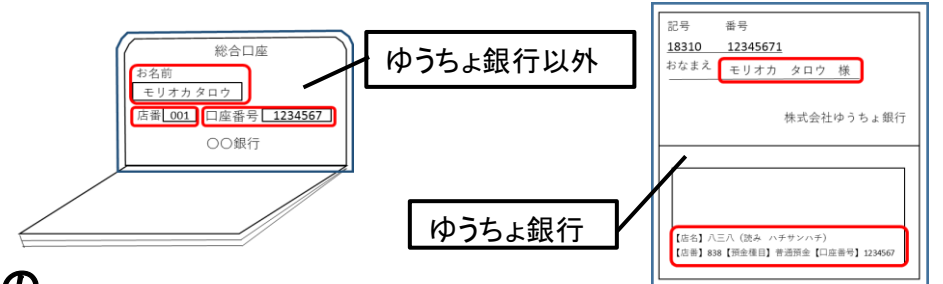 総合口座
お名前
モリオカ タロウ
店番 001 口座番号 1234567
〇〇銀行
ゆうちょ銀行以外
ゆうちょ銀行
記号 番号
18310 12345671
おなまえ モリオカ タロウ 様
株式会社ゆうちょ銀行
【店名】八三八（読み ハチサンハチ）
【店番】838【預金種目】普通預金【口座番号】1234567